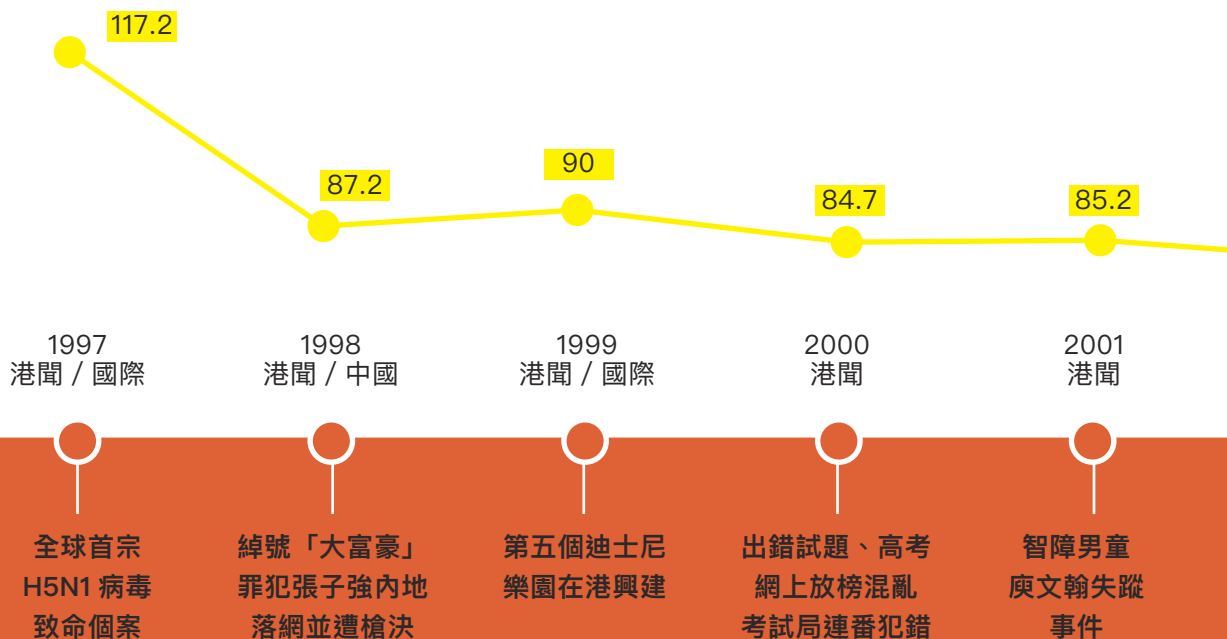 117.2
87.2
90
84.7
85.2
1997
港聞 / 國際
1998
港聞 / 中國
1999
港聞 / 國際
2000
港聞
2001
港聞
全球首宗
H5N1 病毒
致命個案
綽號「大富豪」
罪犯張子強內地
落網並遭槍決
第五個迪士尼
樂園在港興建
出錯試題、高考
網上放榜混亂
考試局連番犯錯
智障男童
庾文翰失蹤
事件